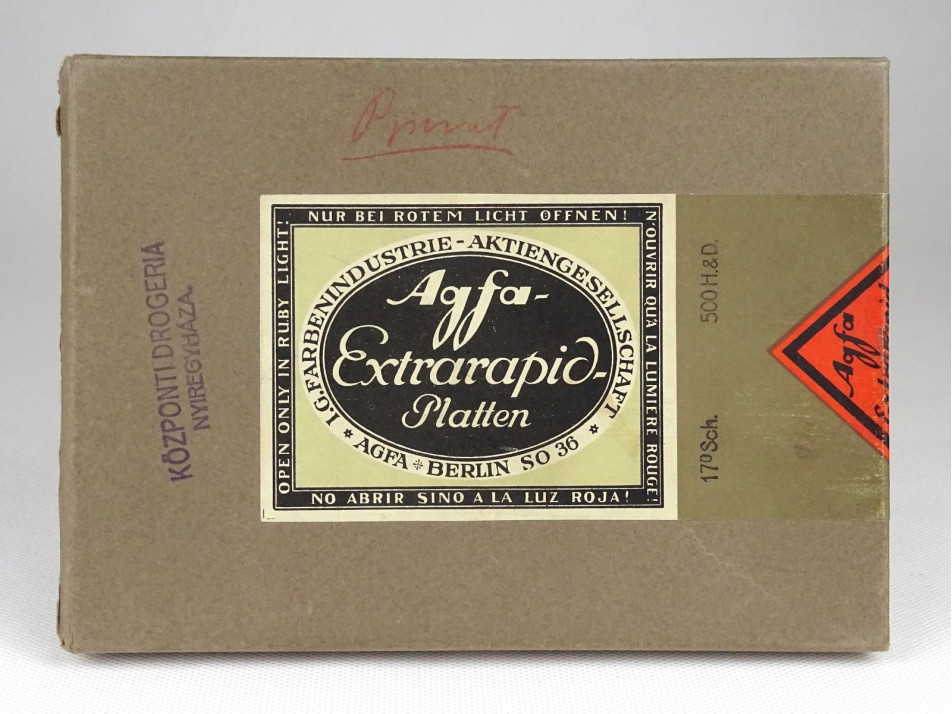 KÖZPONTI DROGERIA
NYIREGYHÁZA.
NUR BEI ROTEM LICHT ÖFFNEN!
OPEN ONLY IN RUBY LIGHT!
N'OUVRIR QU'À LA LUMIERE ROUGE!
NO ABRIR SINO A LA LUZ ROJA!
I.G. FARBENINDUSTRIE-AKTIENGESELLSCHAFT
Agfa-
Extrarapid-
Platten
* AGFA * BERLIN SO 36 *
17° Sch. 500 H.&D.
Agfa